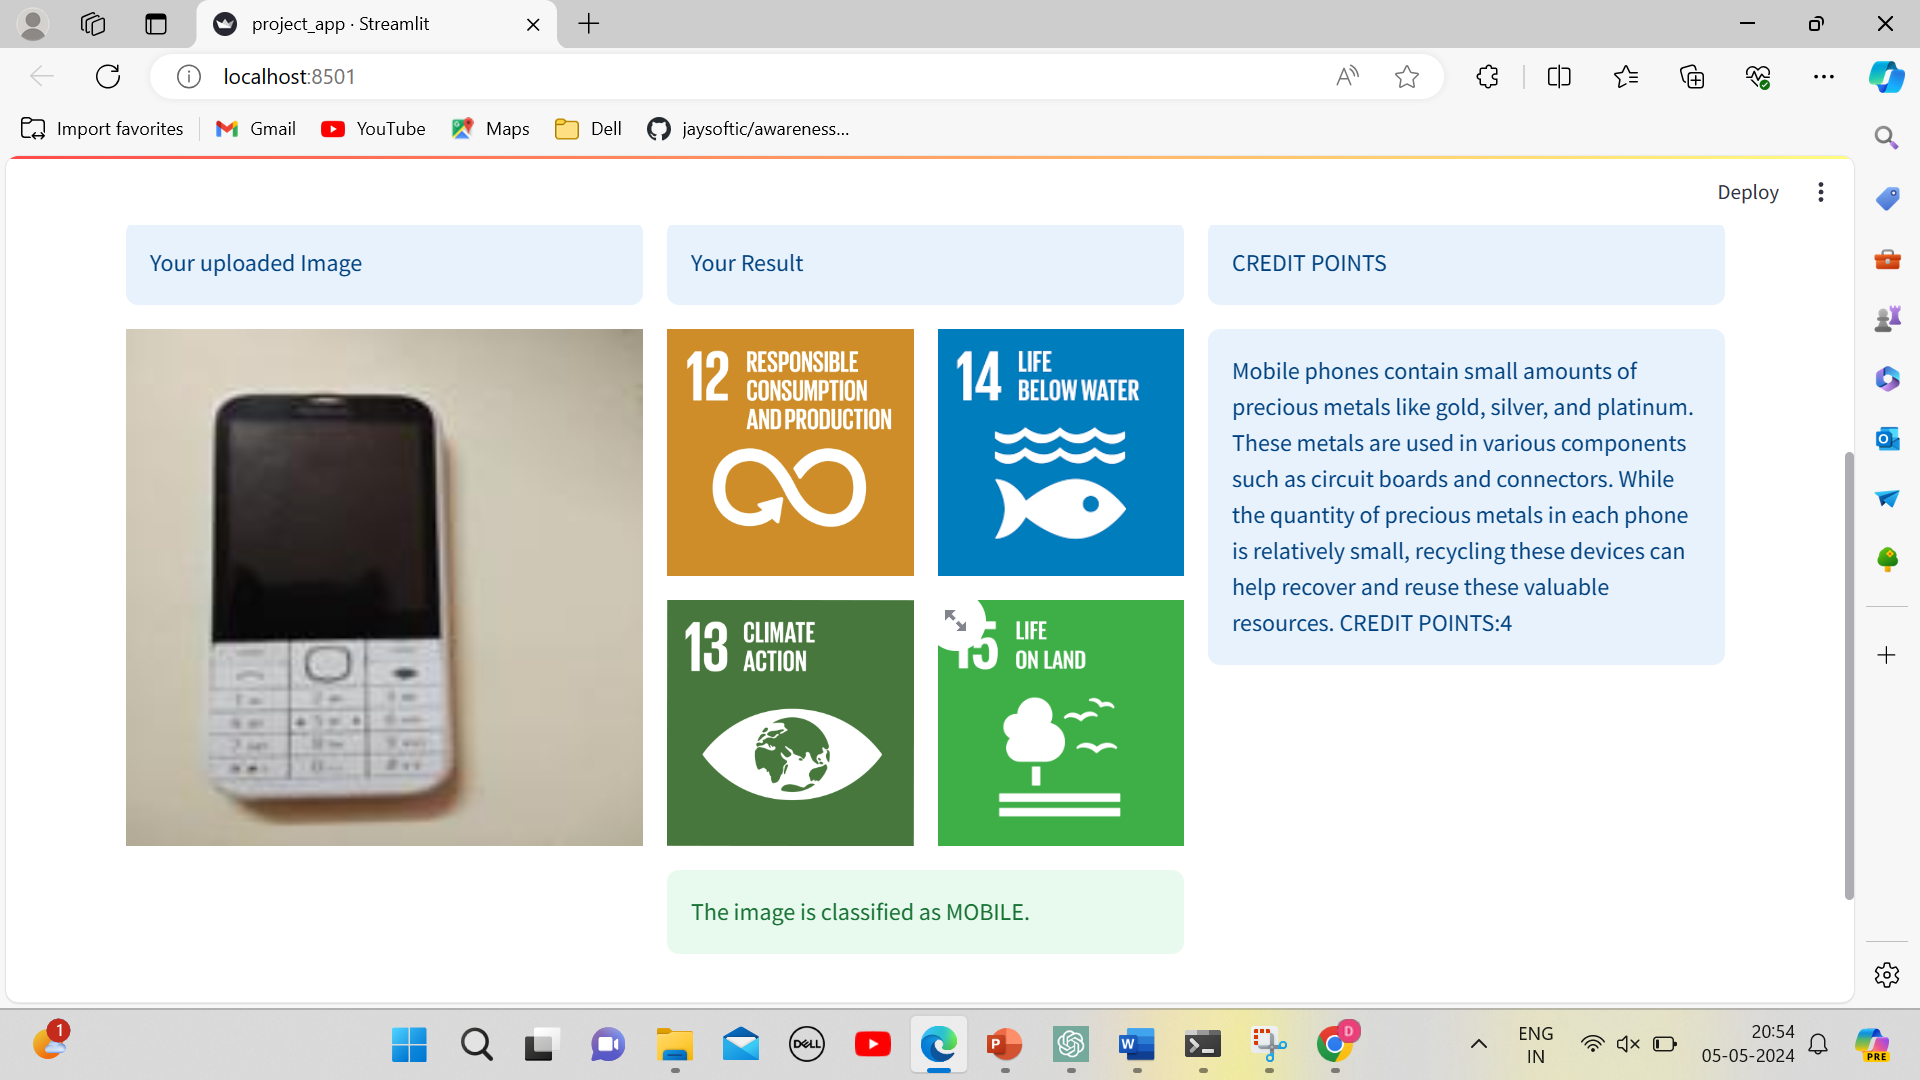 project_app · Streamlit
localhost:8501
Import favorites
Gmail
YouTube
Maps
Dell
jaysoftic/awareness...
Deploy
Your uploaded Image
Your Result
CREDIT POINTS
12 RESPONSIBLE
CONSUMPTION
AND PRODUCTION
14 LIFE
BELOW WATER
13 CLIMATE
ACTION
15 LIFE
ON LAND
Mobile phones contain small amounts of
precious metals like gold, silver, and platinum.
These metals are used in various components
such as circuit boards and connectors. While
the quantity of precious metals in each phone
is relatively small, recycling these devices can
help recover and reuse these valuable
resources. CREDIT POINTS:4
The image is classified as MOBILE.
1
DELL
P
W
D
ENG
IN
20:54
05-05-2024
PRE